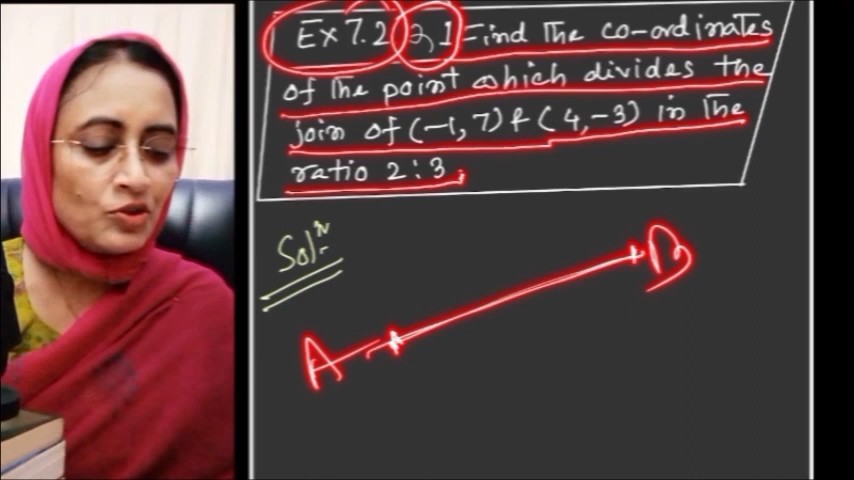 Ex 7.2 Q1 Find the co-ordinates
of the point which divides the
join of (-1, 7) & (4, -3) in the
ratio 2:3.
Solⁿ
A
B